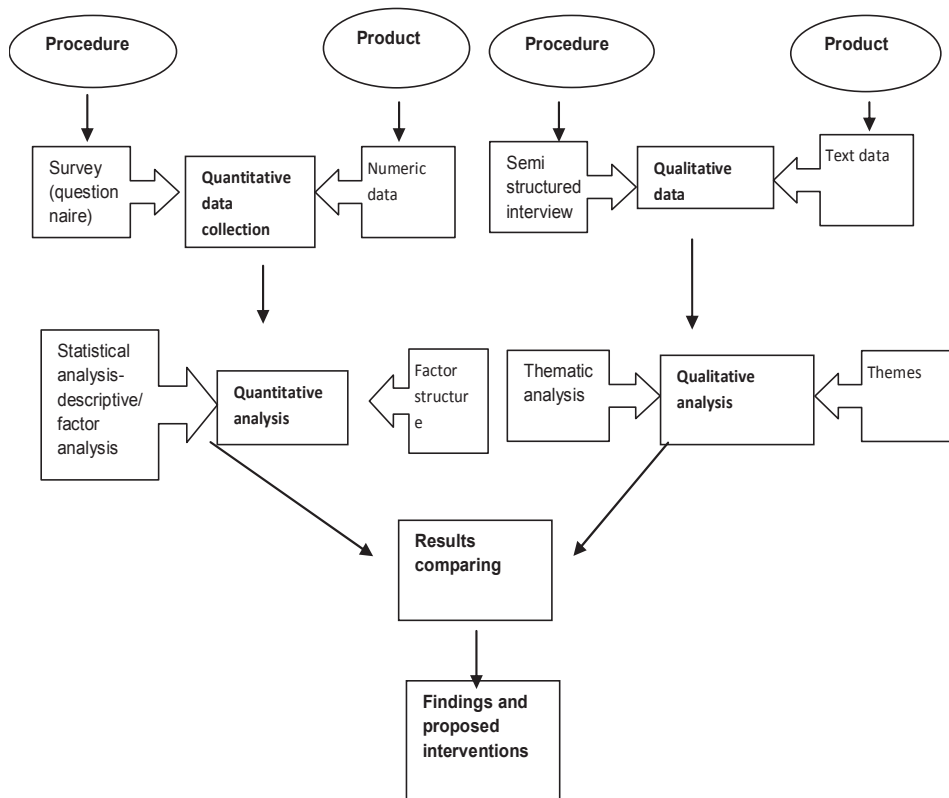 Procedure
Product
Procedure
Product
Survey
(question
naire)
Quantitative
data
collection
Numeric
data
Semi
structured
interview
Qualitative
data
Text data
Statistical
analysis-
descriptive/
factor
analysis
Quantitative
analysis
Factor
structur
e
Thematic
analysis
Qualitative
analysis
Themes
Results
comparing
Findings and
proposed
interventions